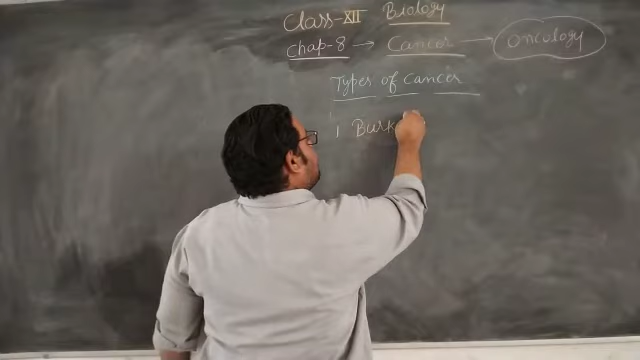 Class-XII Biology
Chap-8 → Cancer → Oncology
Types of Cancer
1 Burk